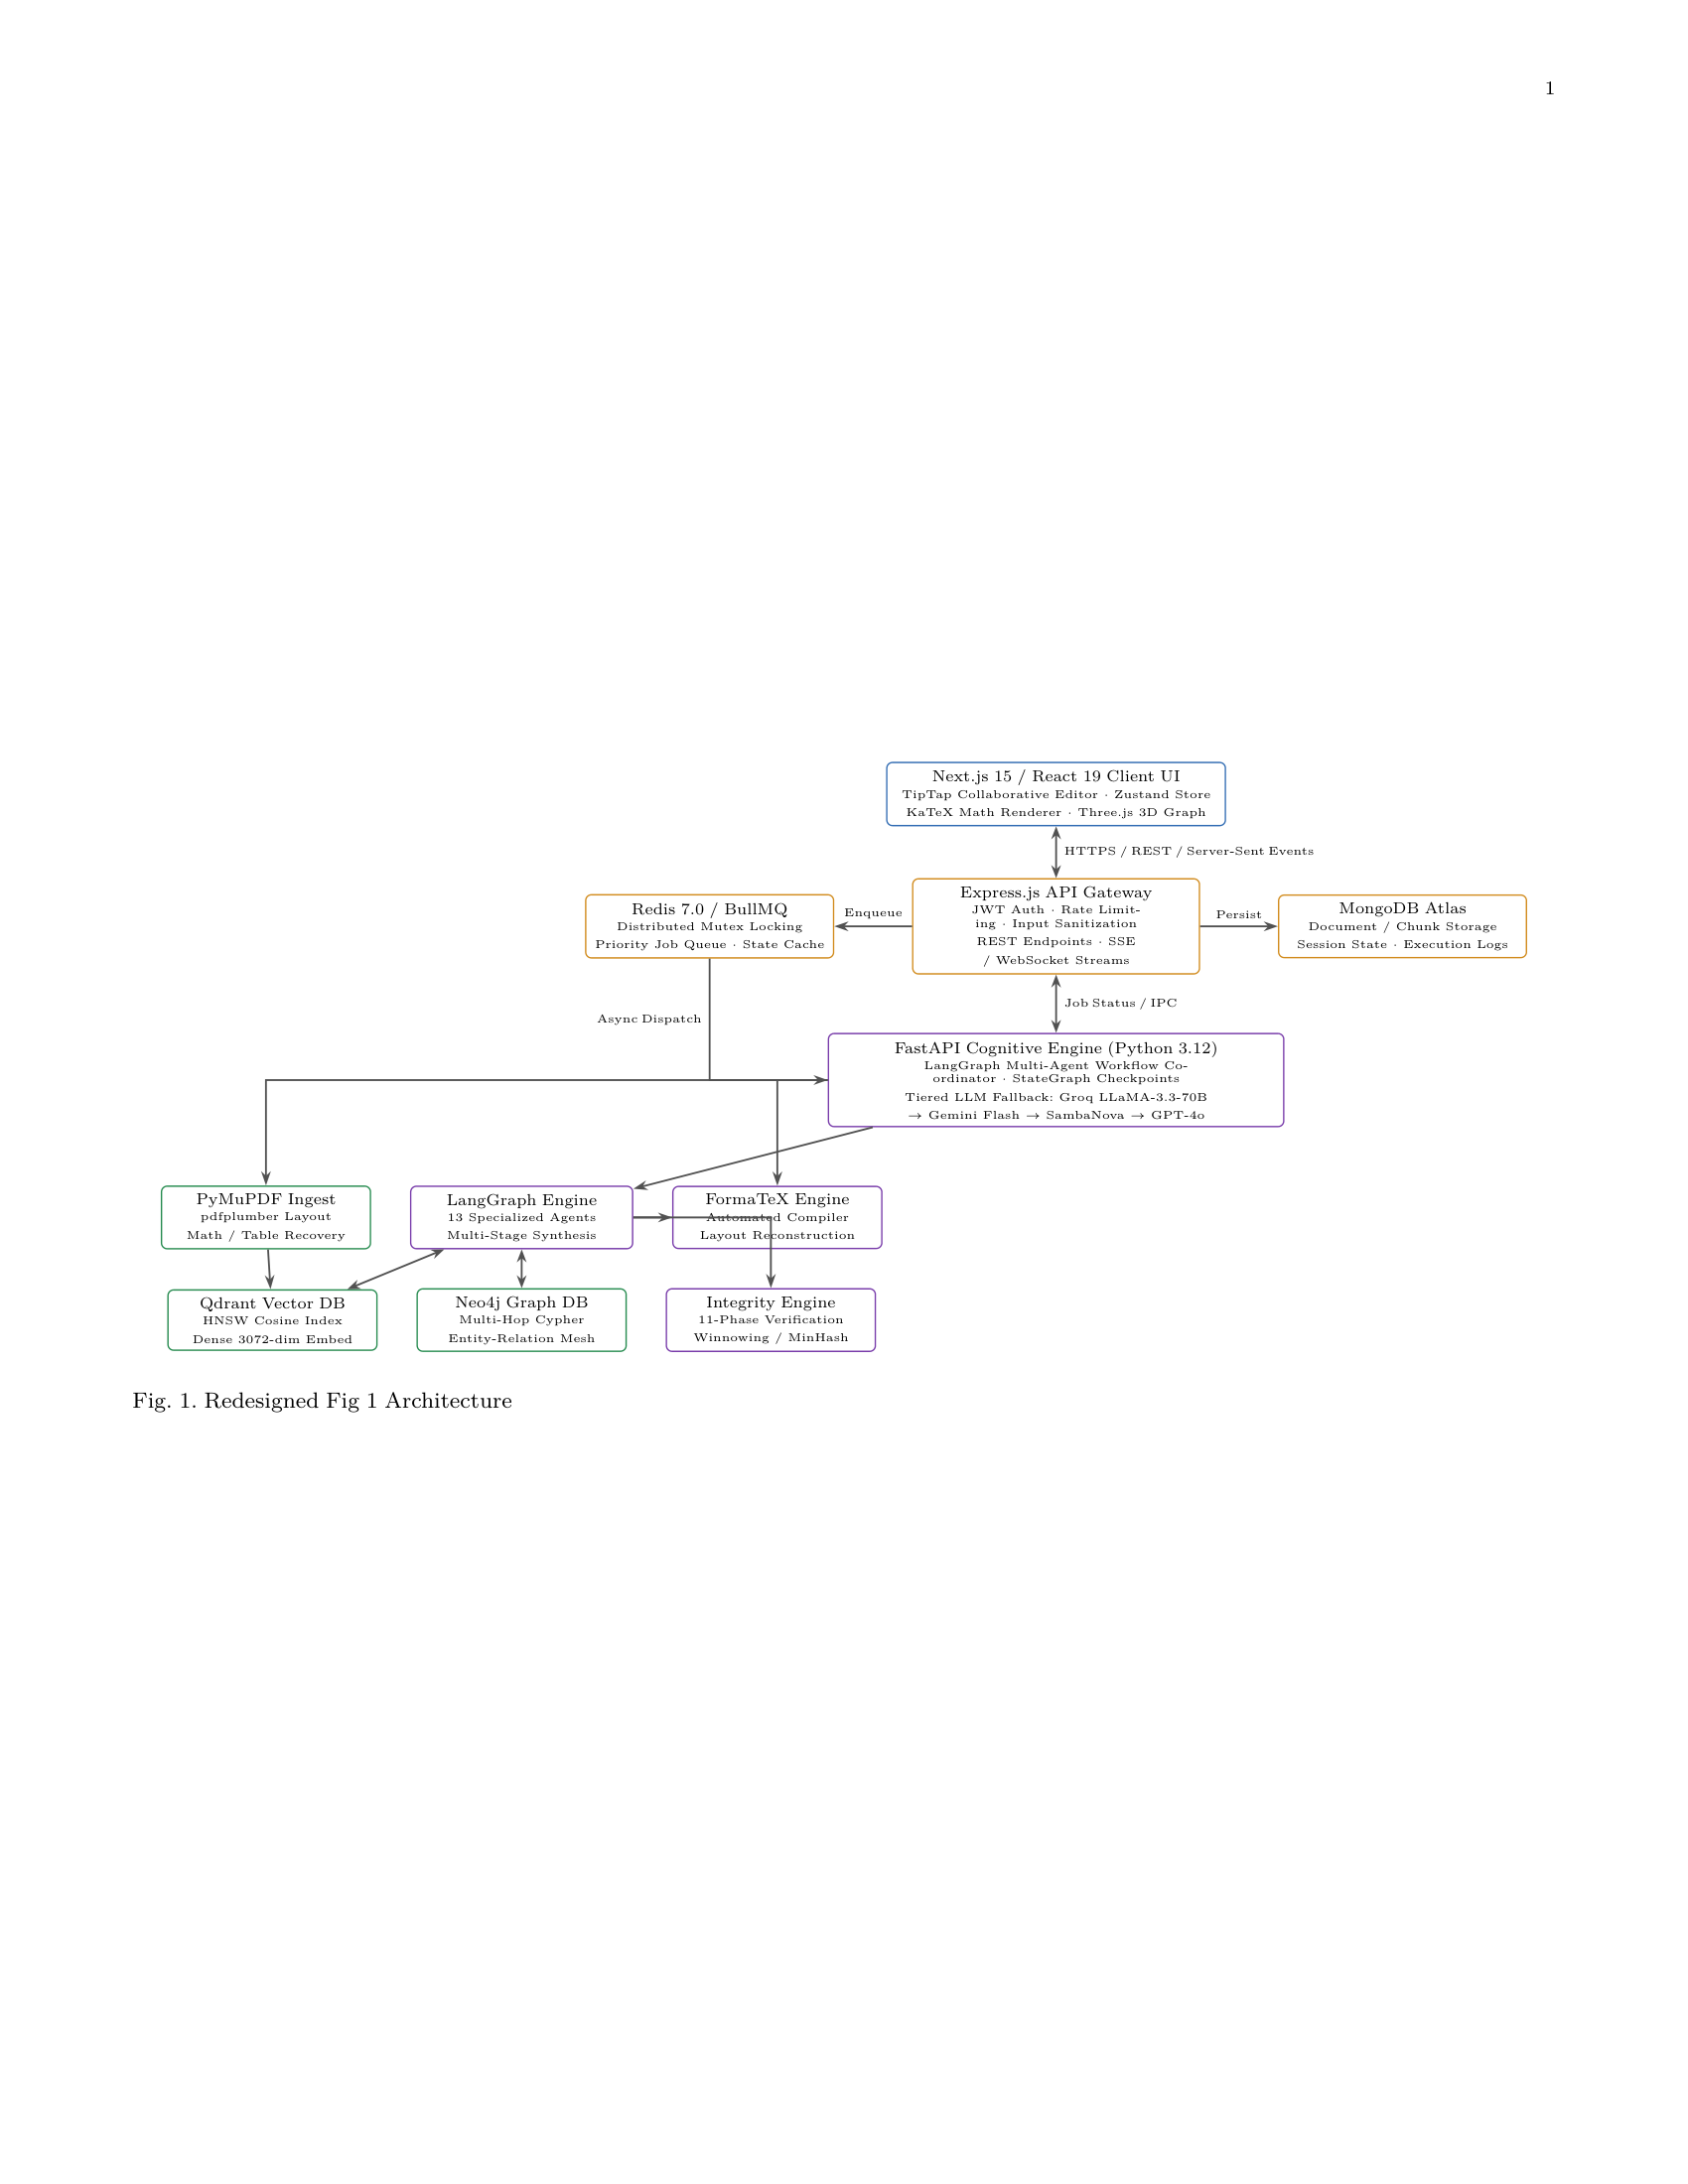 1
Next.js 15 / React 19 Client UI
TipTap Collaborative Editor · Zustand Store
KaTeX Math Renderer · Three.js 3D Graph
HTTPS / REST / Server-Sent Events
Redis 7.0 / BullMQ
Distributed Mutex Locking
Priority Job Queue · State Cache
Enqueue
Express.js API Gateway
JWT Auth · Rate Limit-
ing · Input Sanitization
REST Endpoints · SSE
/ WebSocket Streams
Persist
MongoDB Atlas
Document / Chunk Storage
Session State · Execution Logs
Async Dispatch
Job Status / IPC
FastAPI Cognitive Engine (Python 3.12)
LangGraph Multi-Agent Workflow Co-
ordinator · StateGraph Checkpoints
Tiered LLM Fallback: Groq LLaMA-3.3-70B
→ Gemini Flash → SambaNova → GPT-4o
PyMuPDF Ingest
pdfplumber Layout
Math / Table Recovery
LangGraph Engine
13 Specialized Agents
Multi-Stage Synthesis
FormaTeX Engine
Automated Compiler
Layout Reconstruction
Qdrant Vector DB
HNSW Cosine Index
Dense 3072-dim Embed
Neo4j Graph DB
Multi-Hop Cypher
Entity-Relation Mesh
Integrity Engine
11-Phase Verification
Winnowing / MinHash
Fig. 1. Redesigned Fig 1 Architecture